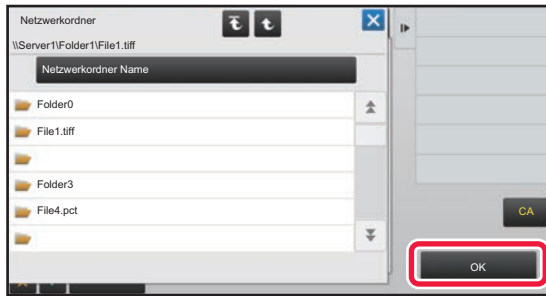 Netzwerkordner
\\Server1\Folder1\File1.tiff
Netzwerkordner Name
Folder0
File1.tiff
Folder3
File4.pct
CA
OK